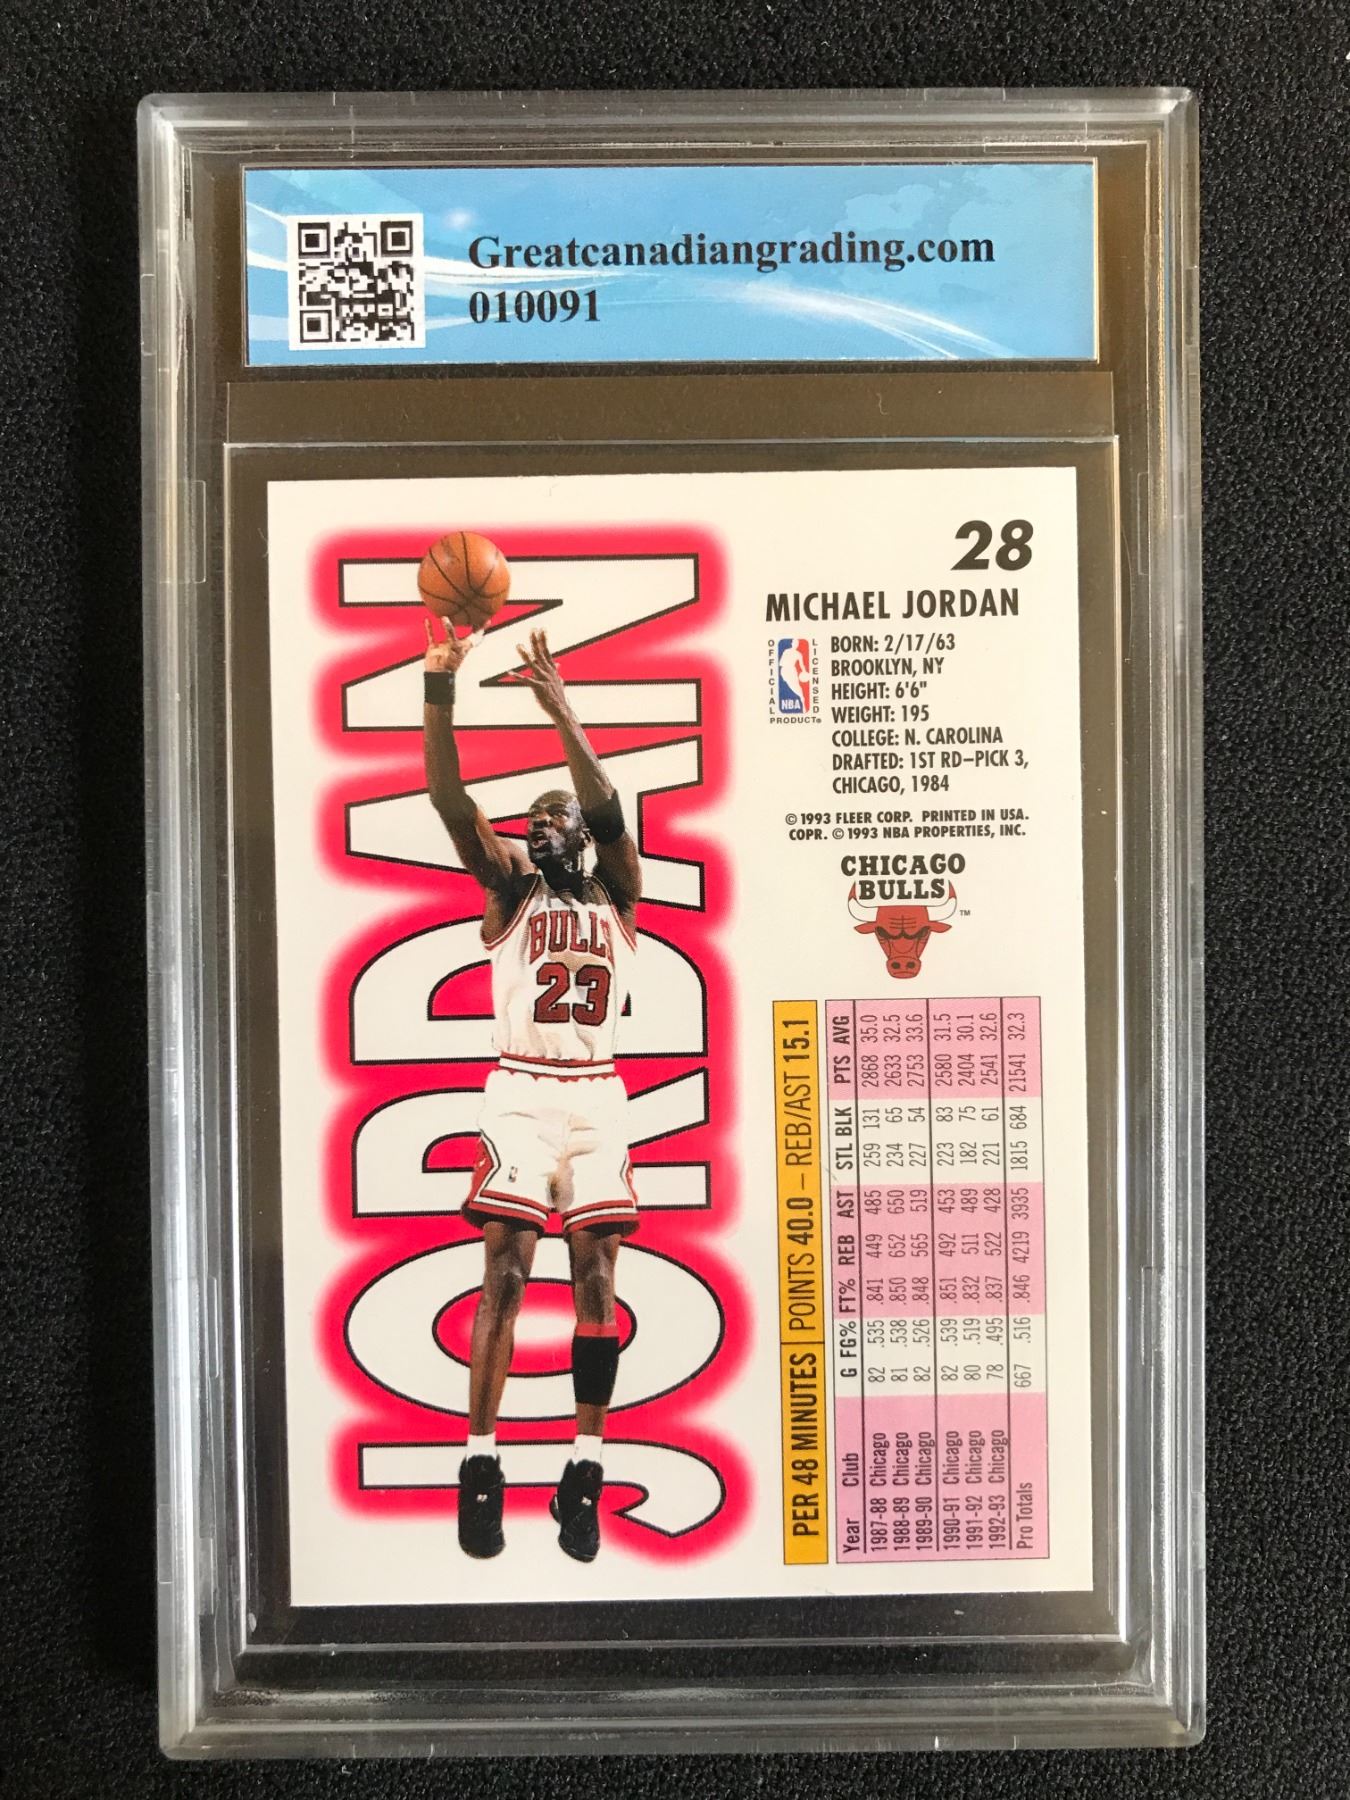 Greatcanadiangrading.com
010091
28
MICHAEL JORDAN
OFFICIAL
LICENSED
NBA
PRODUCT®
BORN: 2/17/63
BROOKLYN, NY
HEIGHT: 6'6"
WEIGHT: 195
COLLEGE: N. CAROLINA
DRAFTED: 1ST RD–PICK 3,
CHICAGO, 1984
© 1993 FLEER CORP. PRINTED IN USA.
COPR. © 1993 NBA PROPERTIES, INC.
CHICAGO
BULLS
TM
JORDAN
BULLS
23
PER 48 MINUTES POINTS 40.0 – REB/AST 15.1
Year Club G FG% FT% REB AST STL BLK PTS AVG
1987-88 Chicago 82 .535 .841 449 485 259 131 2868 35.0
1988-89 Chicago 81 .538 .850 652 650 234 65 2633 32.5
1989-90 Chicago 82 .526 .848 565 519 227 54 2753 33.6
1990-91 Chicago 82 .539 .851 492 453 223 83 2580 31.5
1991-92 Chicago 80 .519 .832 511 489 182 75 2404 30.1
1992-93 Chicago 78 .495 .837 522 428 221 61 2541 32.6
Pro Totals 667 .516 .846 4219 3935 1815 684 21541 32.3